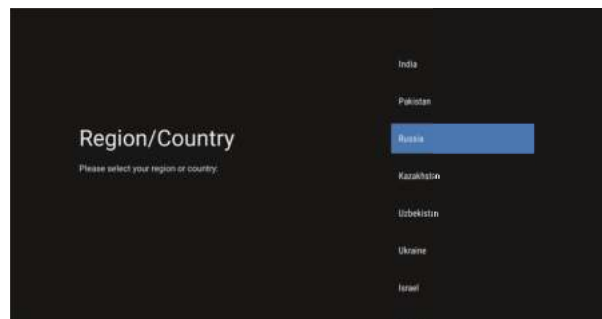 Region/Country
Please select your region or country.
India
Pakistan
Russia
Kazakhstan
Uzbekistan
Ukraine
Israel